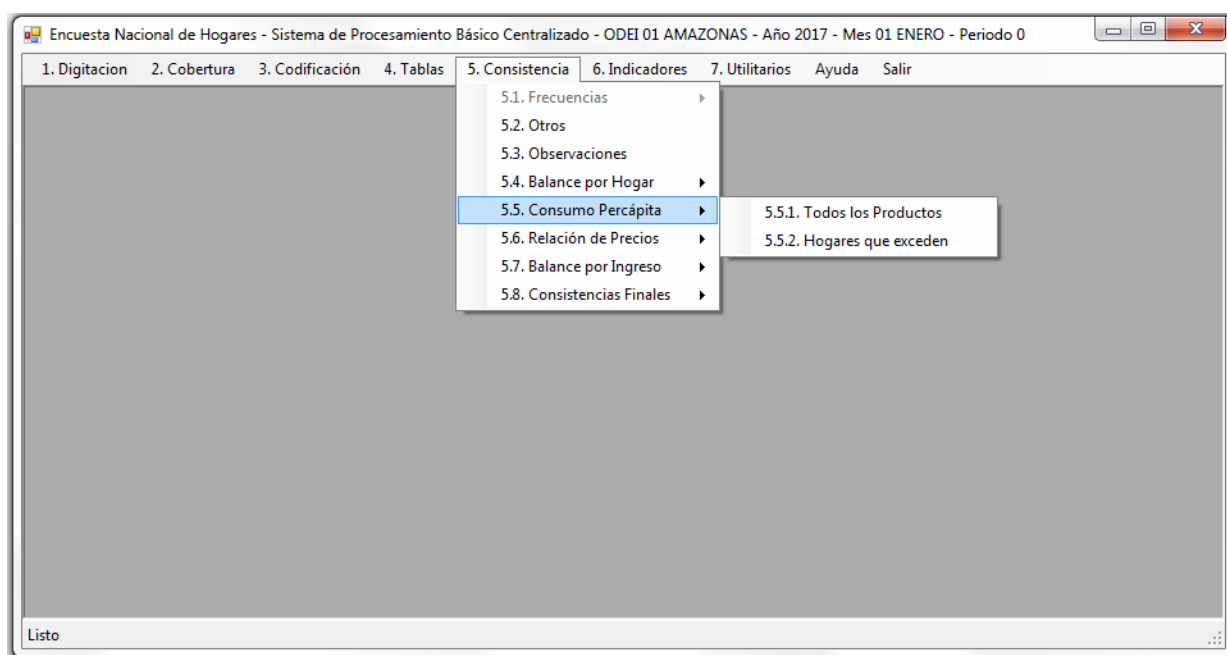 Encuesta Nacional de Hogares - Sistema de Procesamiento Básico Centralizado - ODEI 01 AMAZONAS - Año 2017 - Mes 01 ENERO - Periodo 0
1. Digitacion 2. Cobertura 3. Codificación 4. Tablas 5. Consistencia 6. Indicadores 7. Utilitarios Ayuda Salir
5.1. Frecuencias
5.2. Otros
5.3. Observaciones
5.4. Balance por Hogar
5.5. Consumo Percápita
5.6. Relación de Precios
5.7. Balance por Ingreso
5.8. Consistencias Finales
5.5.1. Todos los Productos
5.5.2. Hogares que exceden
Listo